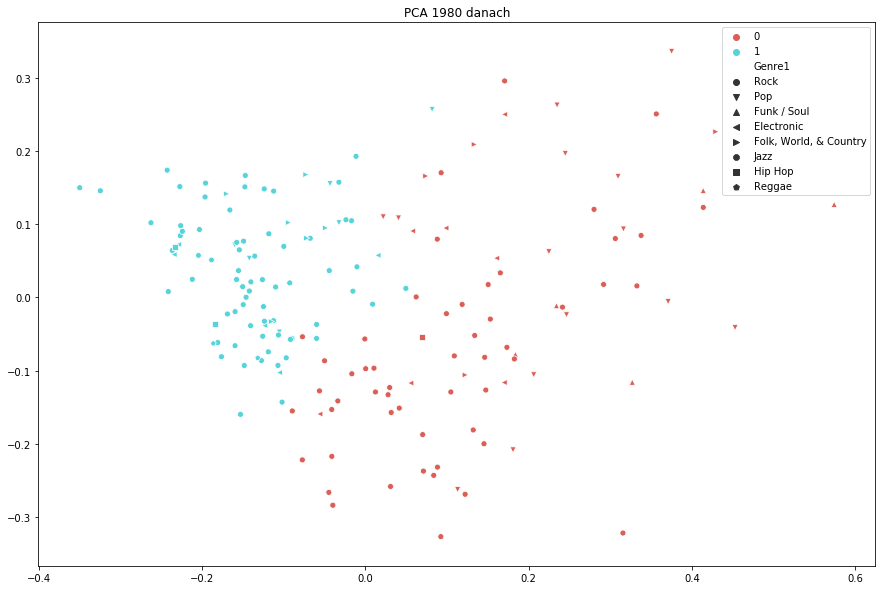 PCA 1980 danach
0
1
Genre1
Rock
Pop
Funk / Soul
Electronic
Folk, World, & Country
Jazz
Hip Hop
Reggae
0.3
0.2
0.1
0.0
−0.1
−0.2
−0.3
−0.4 −0.2 0.0 0.2 0.4 0.6